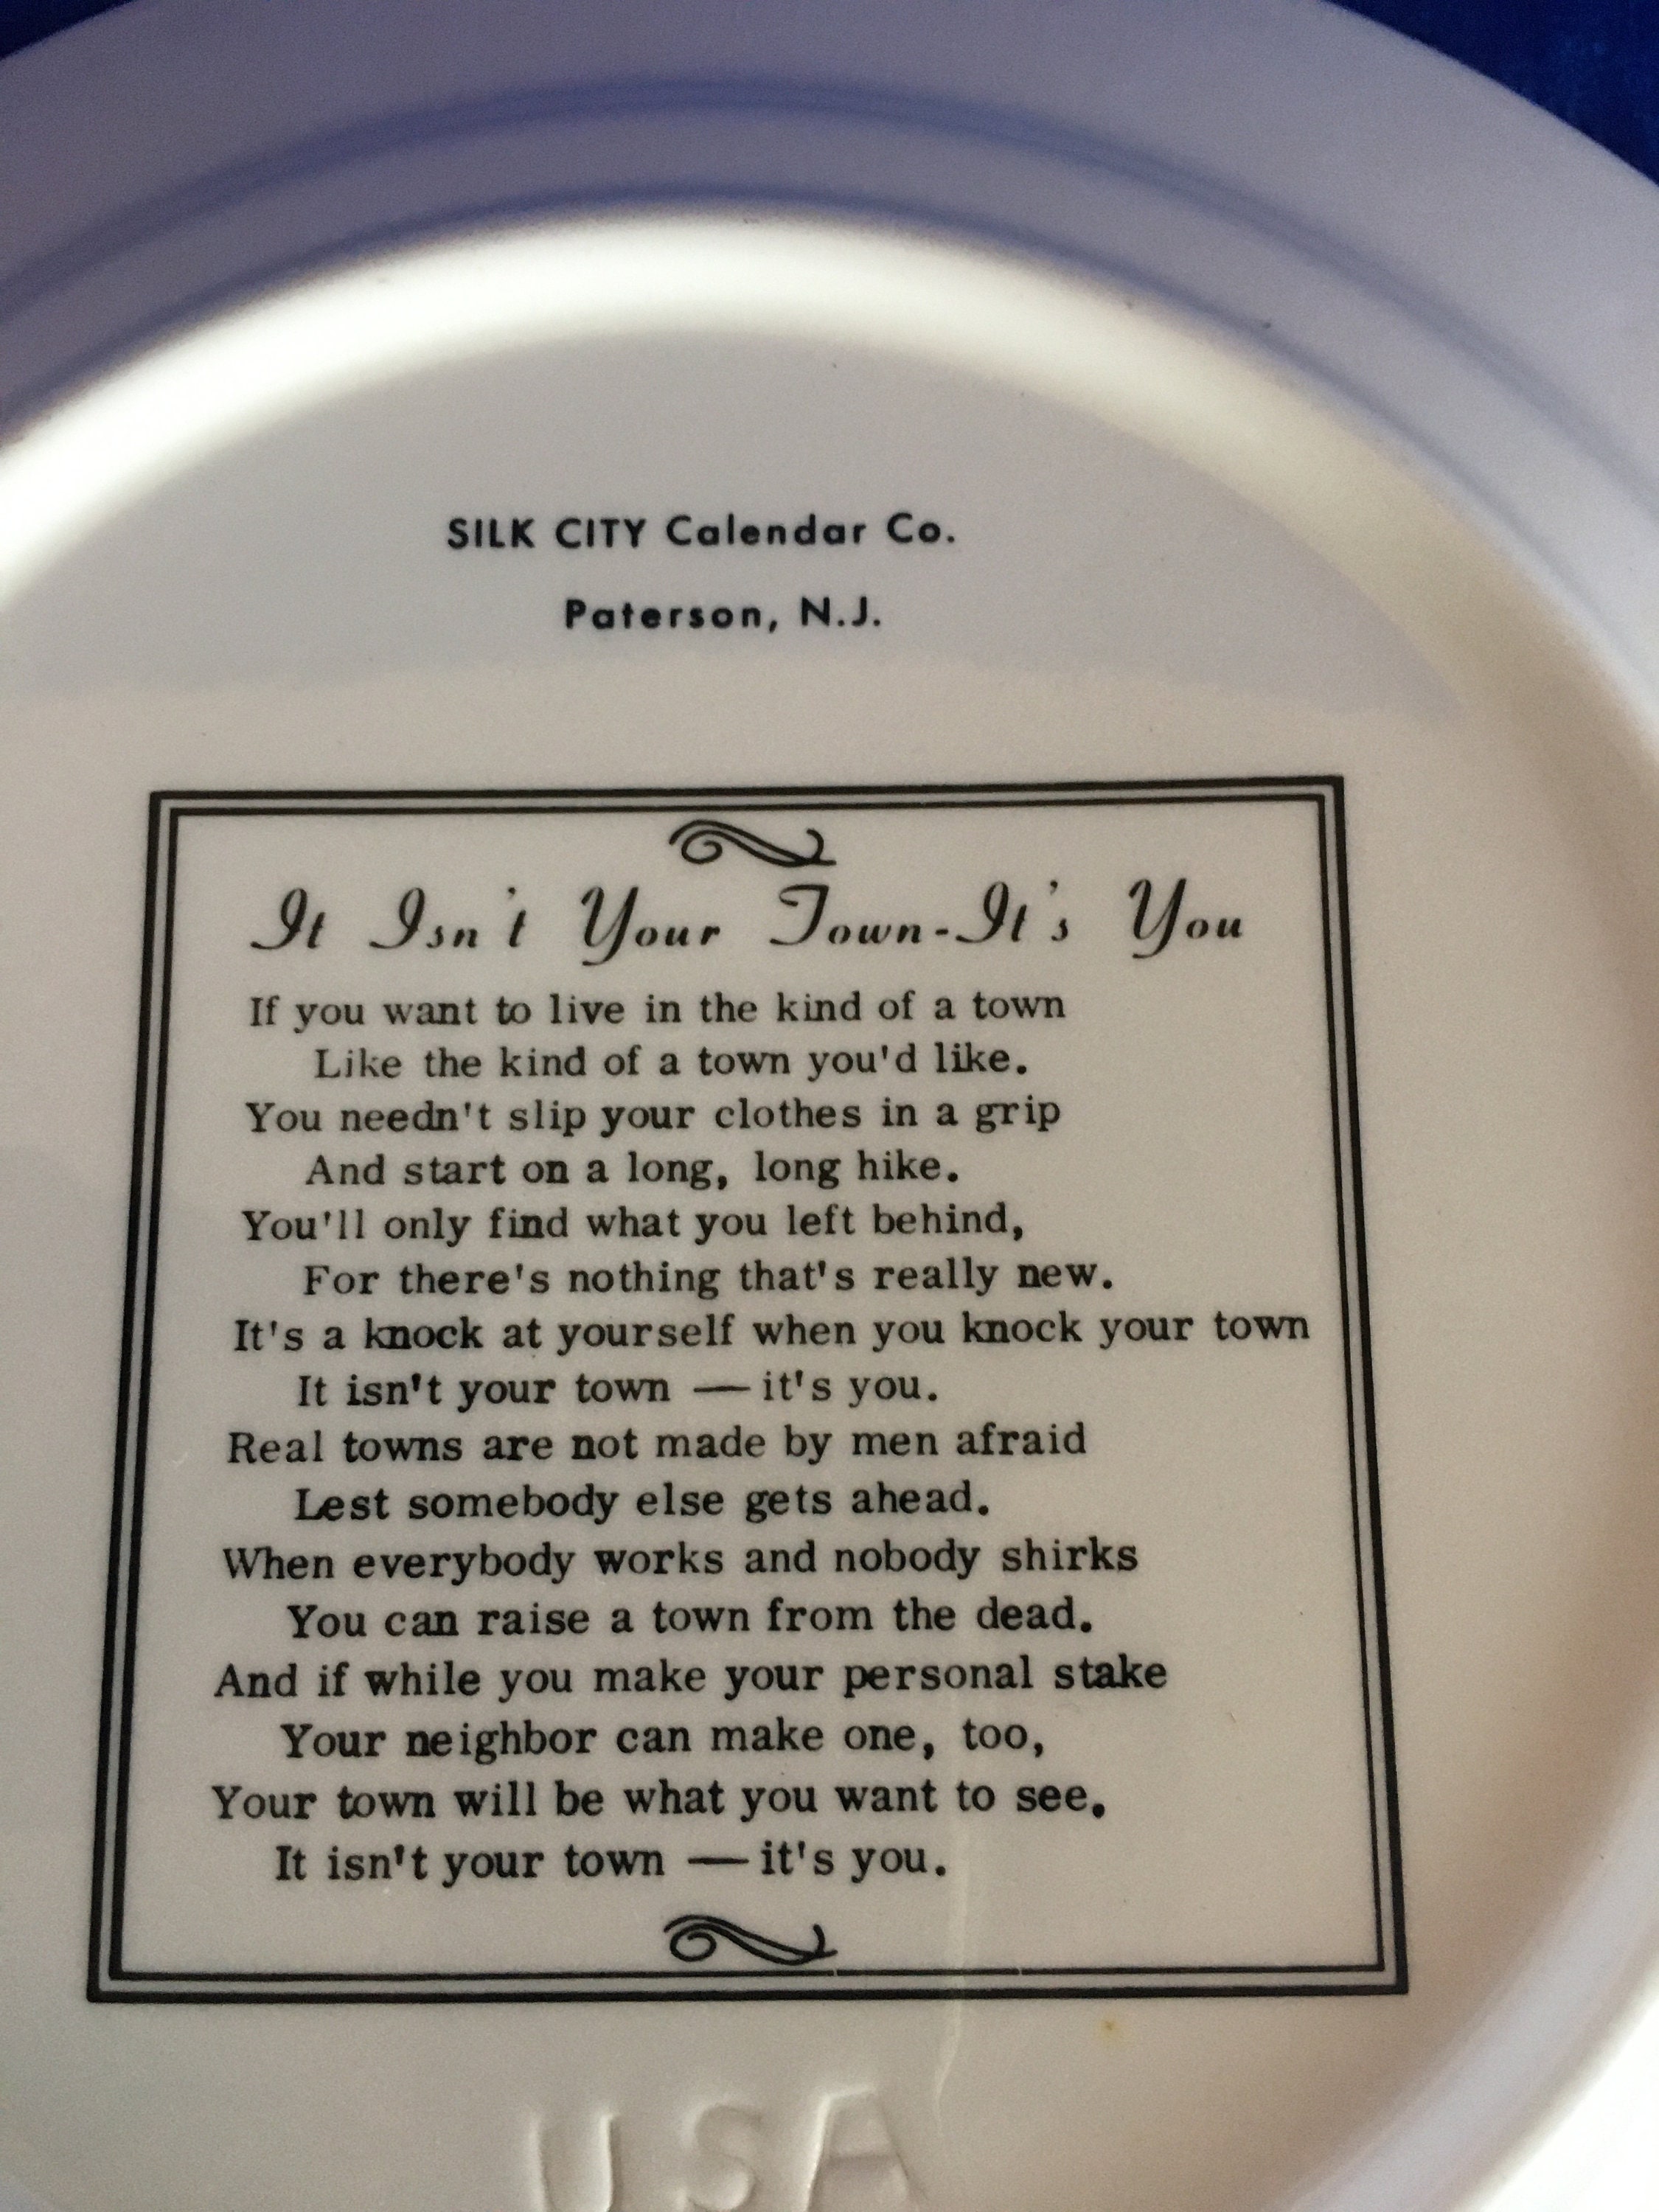 SILK CITY Calendar Co.
Paterson, N.J.
It Isn't Your Town-It's You
If you want to live in the kind of a town
Like the kind of a town you'd like.
You needn't slip your clothes in a grip
And start on a long, long hike.
You'll only find what you left behind,
For there's nothing that's really new.
It's a knock at yourself when you knock your town
It isn't your town — it's you.
Real towns are not made by men afraid
Lest somebody else gets ahead.
When everybody works and nobody shirks
You can raise a town from the dead.
And if while you make your personal stake
Your neighbor can make one, too,
Your town will be what you want to see.
It isn't your town — it's you.
USA